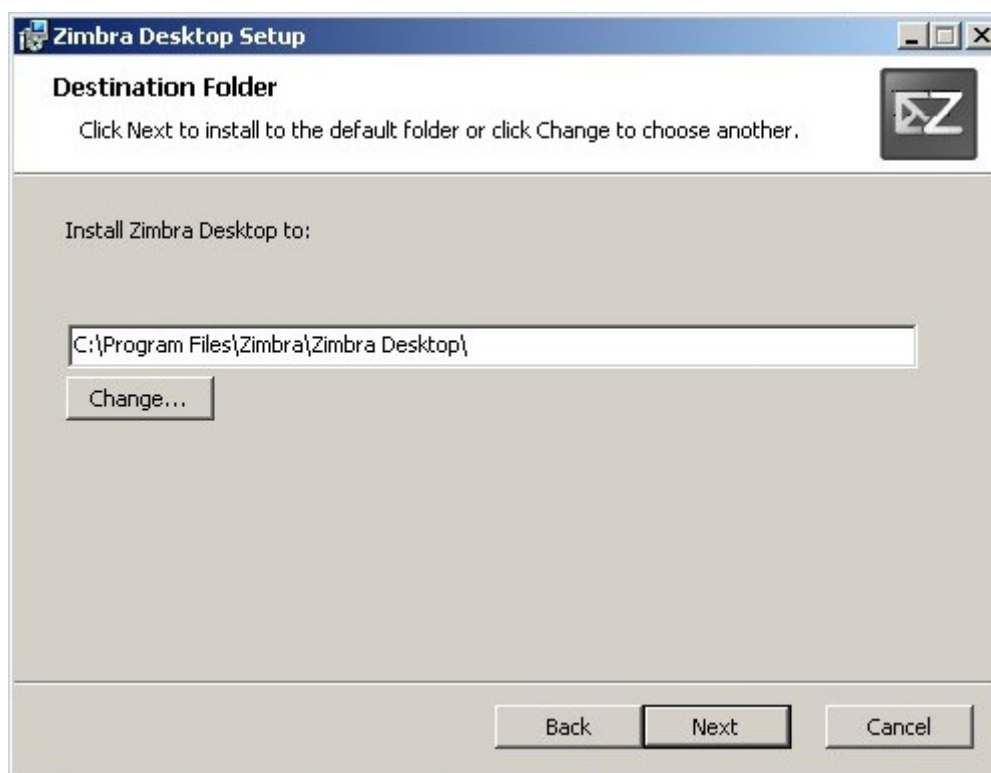 Zimbra Desktop Setup
Destination Folder
Click Next to install to the default folder or click Change to choose another.
Z
Install Zimbra Desktop to:
C:\Program Files\Zimbra\Zimbra Desktop\
Change...
Back Next Cancel